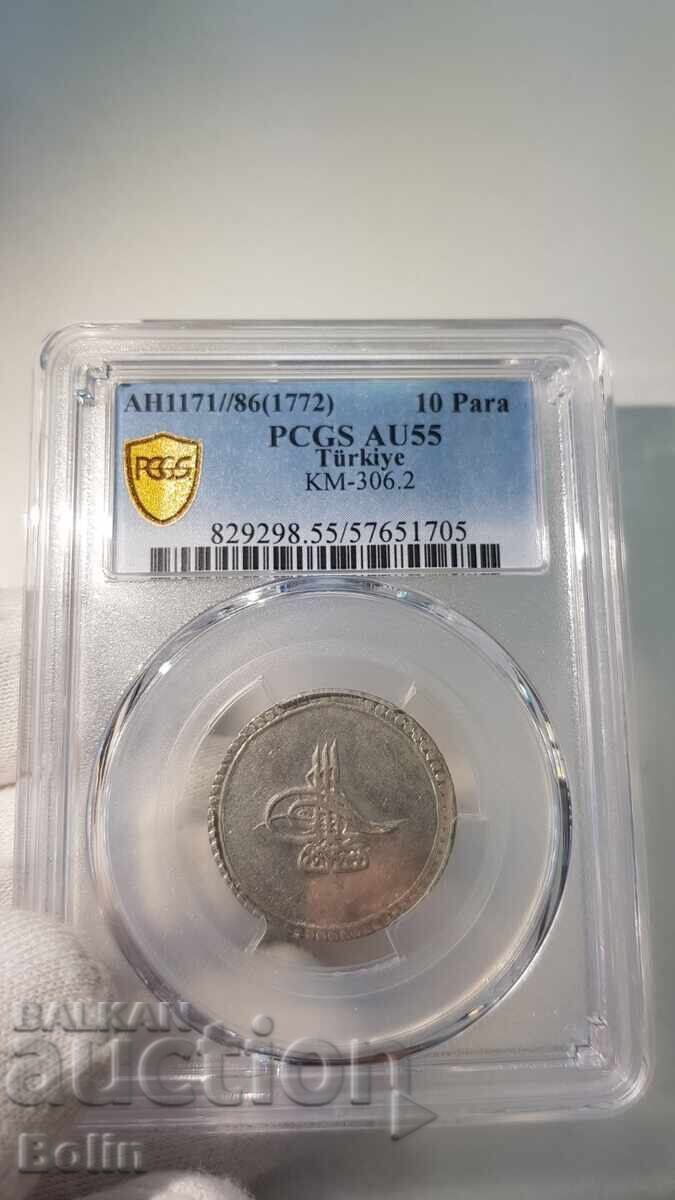 AH1171//86(1772) 10 Para
PCGS AU55
Türkiye
KM-306.2
PCGS
829298.55/57651705
BALKAN
auction
Bolin